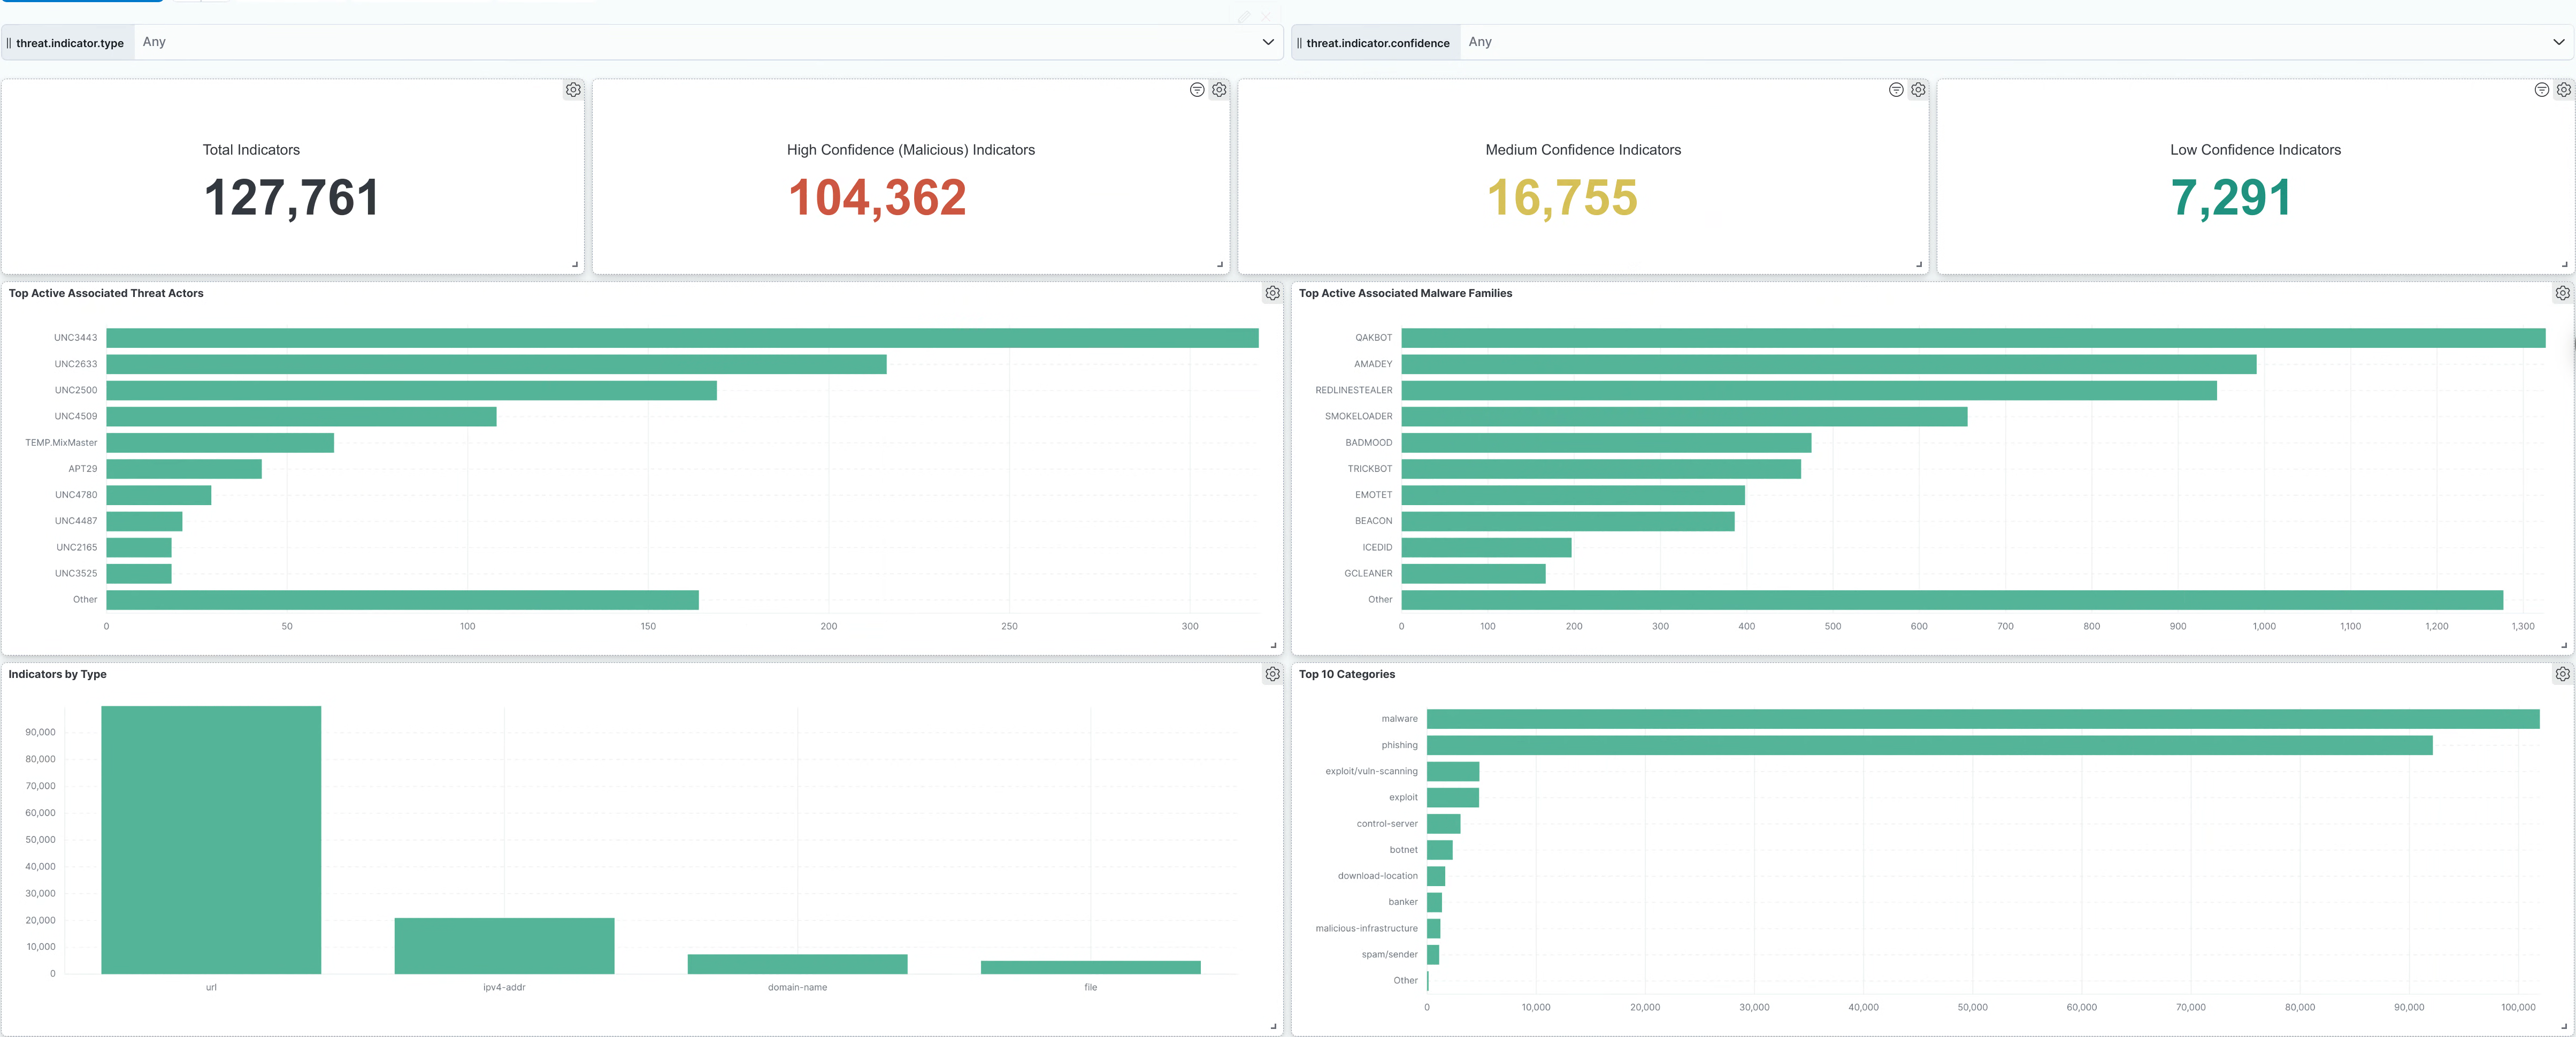 threat.indicator.type Any
threat.indicator.confidence Any
Total Indicators
127,761
High Confidence (Malicious) Indicators
104,362
Medium Confidence Indicators
16,755
Low Confidence Indicators
7,291
Top Active Associated Threat Actors
UNC3443
UNC2633
UNC2500
UNC4509
TEMP.MixMaster
APT29
UNC4780
UNC4487
UNC2165
UNC3525
Other
0 50 100 150 200 250 300
Top Active Associated Malware Families
QAKBOT
AMADEY
REDLINESTEALER
SMOKELOADER
BADMOOD
TRICKBOT
EMOTET
BEACON
ICEDID
GCLEANER
Other
0 100 200 300 400 500 600 700 800 900 1,000 1,100 1,200 1,300
Indicators by Type
90,000
80,000
70,000
60,000
50,000
40,000
30,000
20,000
10,000
0
url ipv4-addr domain-name file
Top 10 Categories
malware
phishing
exploit/vuln-scanning
exploit
control-server
botnet
download-location
banker
malicious-infrastructure
spam/sender
Other
0 10,000 20,000 30,000 40,000 50,000 60,000 70,000 80,000 90,000 100,000